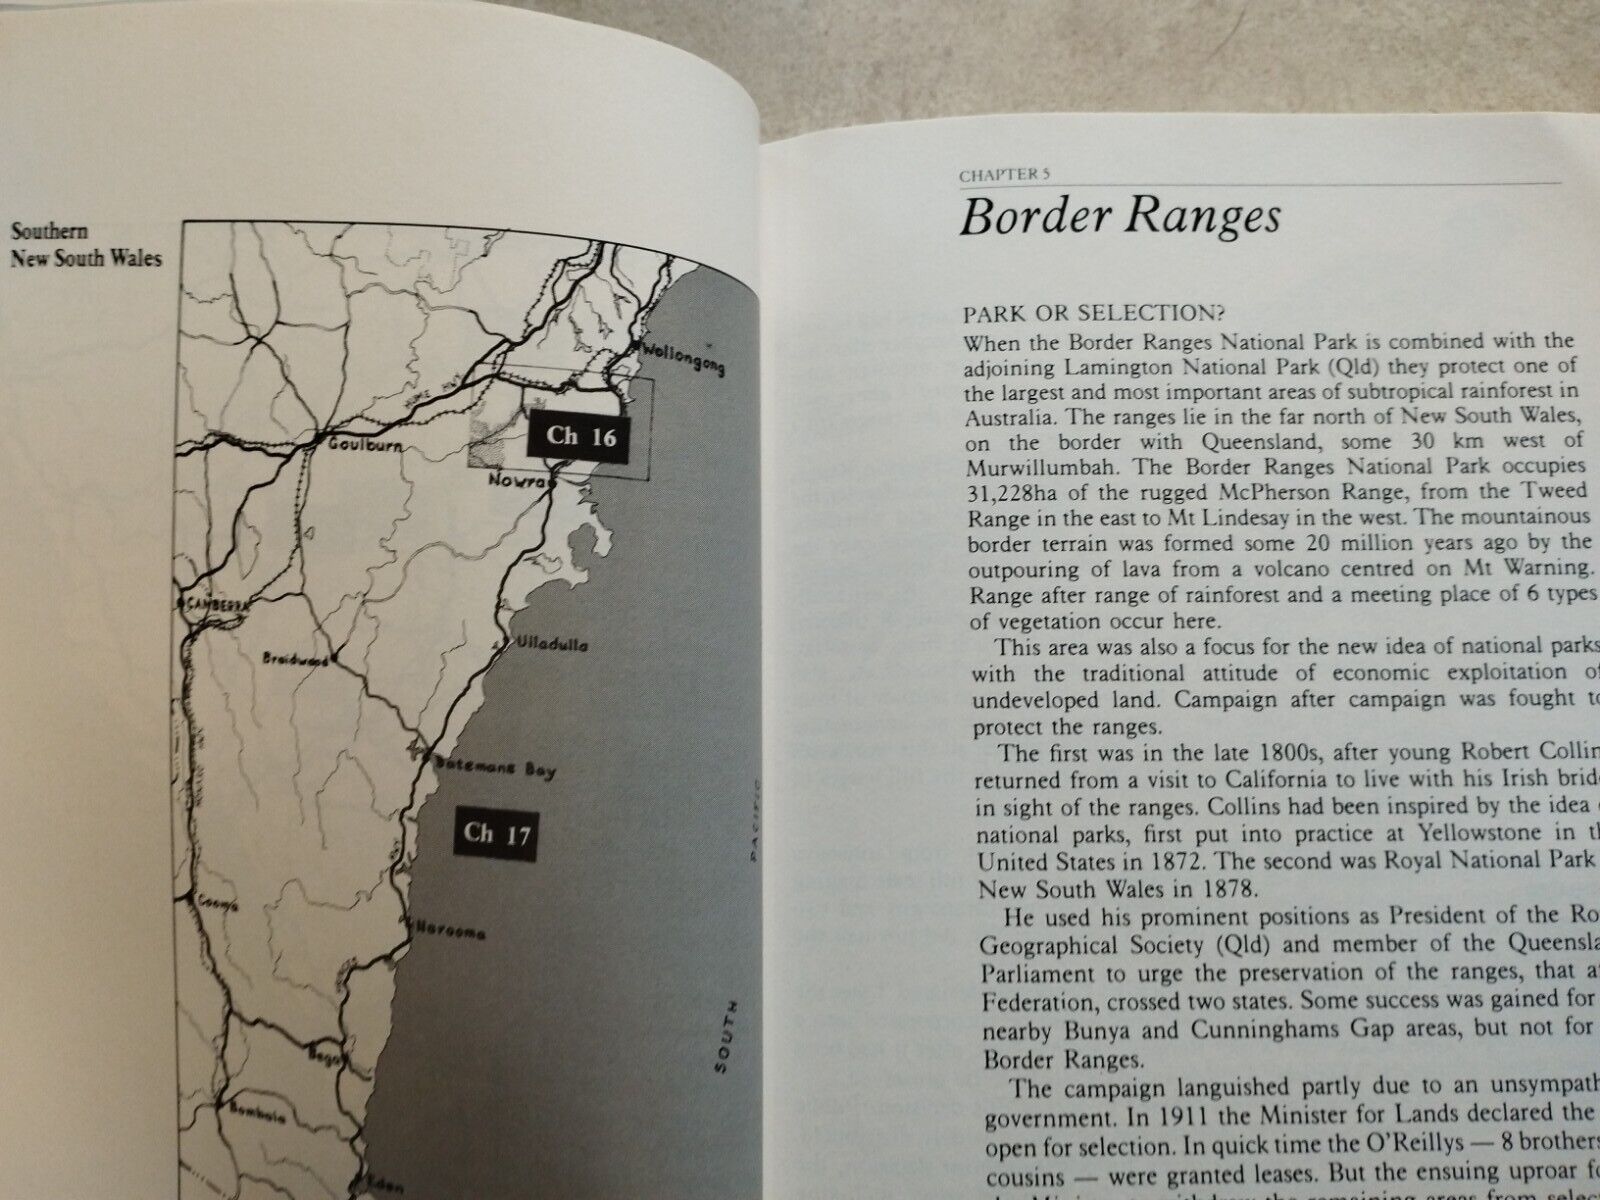 Southern
New South Wales
Wollongong
Ch 16
Goulburn
Nowra
CANBERRA
Ulladulla
Braidwood
Batemans Bay
PACIFIC
Ch 17
Cooma
Narooma
SOUTH
Bega
Bombala
Eden
CHAPTER 5
Border Ranges
PARK OR SELECTION?
When the Border Ranges National Park is combined with the
adjoining Lamington National Park (Qld) they protect one of
the largest and most important areas of subtropical rainforest in
Australia. The ranges lie in the far north of New South Wales,
on the border with Queensland, some 30 km west of
Murwillumbah. The Border Ranges National Park occupies
31,228ha of the rugged McPherson Range, from the Tweed
Range in the east to Mt Lindesay in the west. The mountainous
border terrain was formed some 20 million years ago by the
outpouring of lava from a volcano centred on Mt Warning.
Range after range of rainforest and a meeting place of 6 types
of vegetation occur here.
This area was also a focus for the new idea of national parks
with the traditional attitude of economic exploitation of
undeveloped land. Campaign after campaign was fought to
protect the ranges.
The first was in the late 1800s, after young Robert Collin
returned from a visit to California to live with his Irish brid
in sight of the ranges. Collins had been inspired by the idea
national parks, first put into practice at Yellowstone in th
United States in 1872. The second was Royal National Park
New South Wales in 1878.
He used his prominent positions as President of the Ro
Geographical Society (Qld) and member of the Queensla
Parliament to urge the preservation of the ranges, that a
Federation, crossed two states. Some success was gained for
nearby Bunya and Cunninghams Gap areas, but not for
Border Ranges.
The campaign languished partly due to an unsympath
government. In 1911 the Minister for Lands declared the
open for selection. In quick time the O'Reillys — 8 brothers
cousins — were granted leases. But the ensuing uproar fo